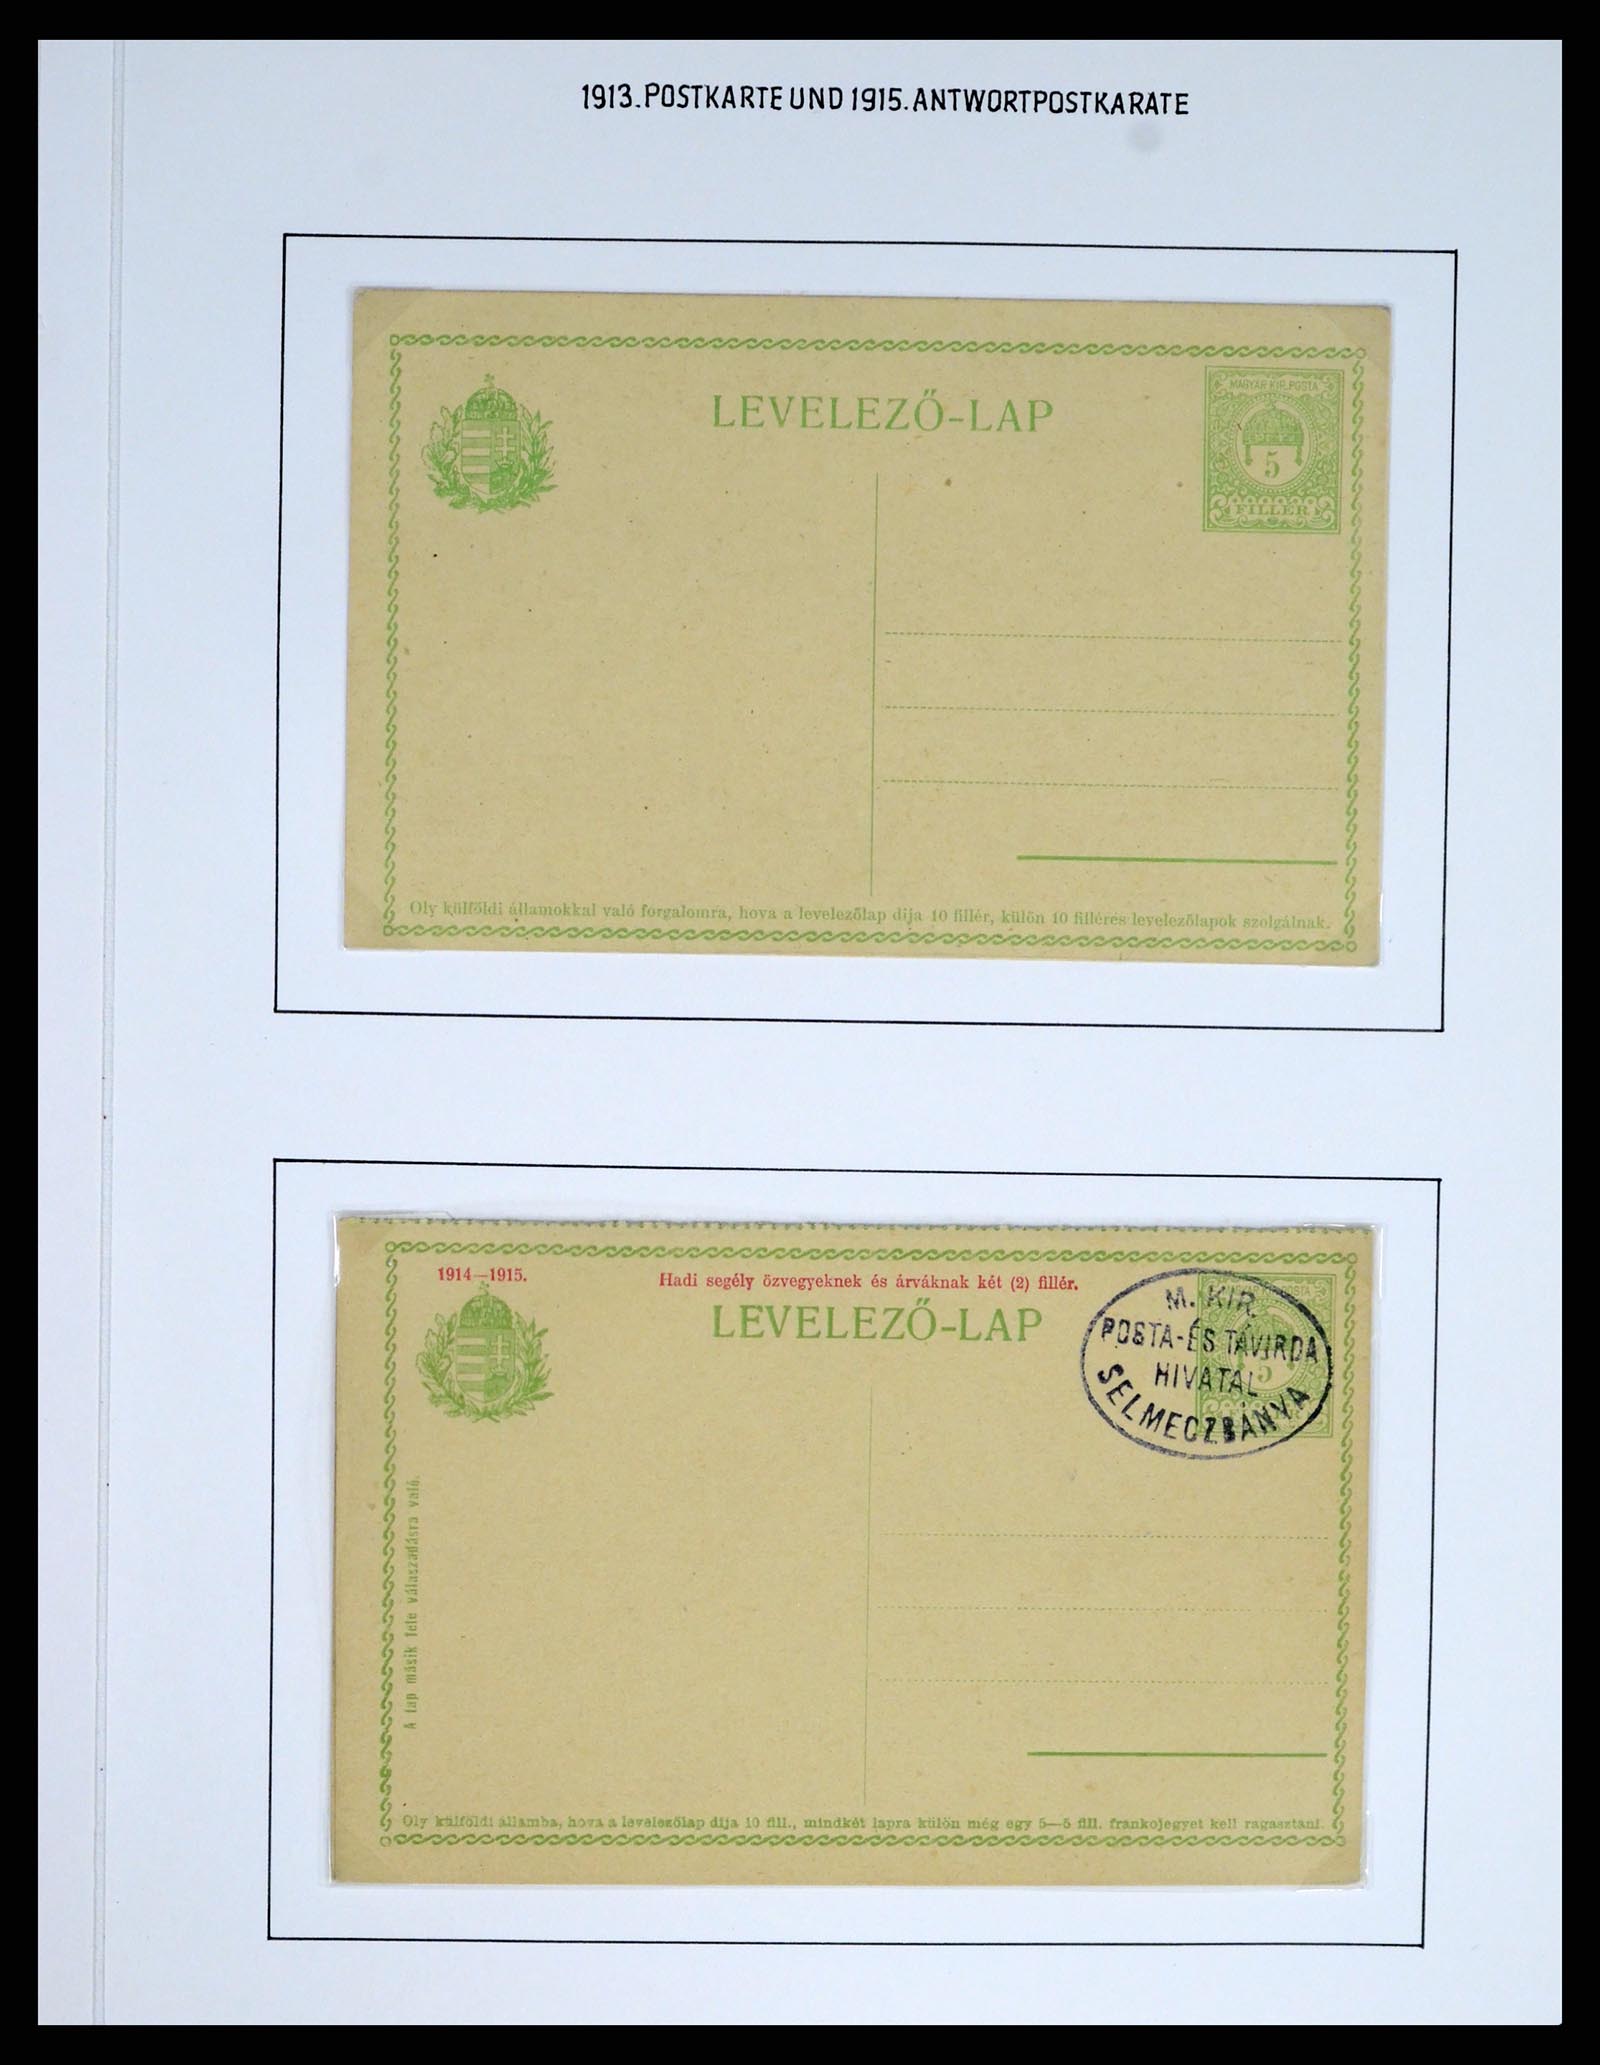 1913. POSTKARTE UND 1915. ANTWORTPOSTKARATE
LEVELEZŐ-LAP
MAGYAR KIR. POSTA
5
FILLÉR
Oly külföldi államokkal való forgalomra, hova a levelezőlap dija 10 fillér, külön 10 filléres levelezőlapok szolgálnak.
1914—1915.
Hadi segély özvegyeknek és árváknak két (2) fillér.
LEVELEZŐ-LAP
M. KIR.
POSTA-ÉS TÁVIRDA
HIVATAL
SELMECZBÁNYA
5
A lap másik fele válaszadásra való.
Oly külföldi államba, hova a levelezőlap dija 10 fill., mindkét lapra külön még egy 5—5 fill. frankojegyet kell ragasztani.